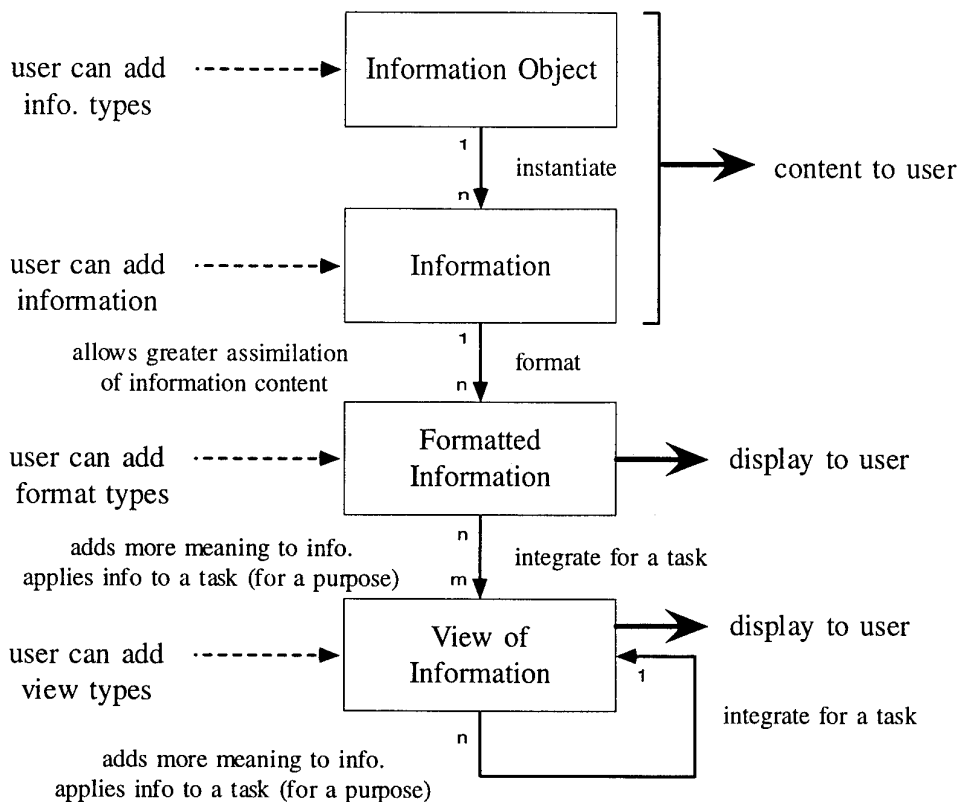 user can add
info. types
Information Object
1
instantiate
n
content to user
user can add
information
Information
1
allows greater assimilation
of information content
format
n
user can add
format types
Formatted
Information
display to user
n
adds more meaning to info.
applies info to a task (for a purpose)
integrate for a task
m
user can add
view types
View of
Information
display to user
1
integrate for a task
n
adds more meaning to info.
applies info to a task (for a purpose)